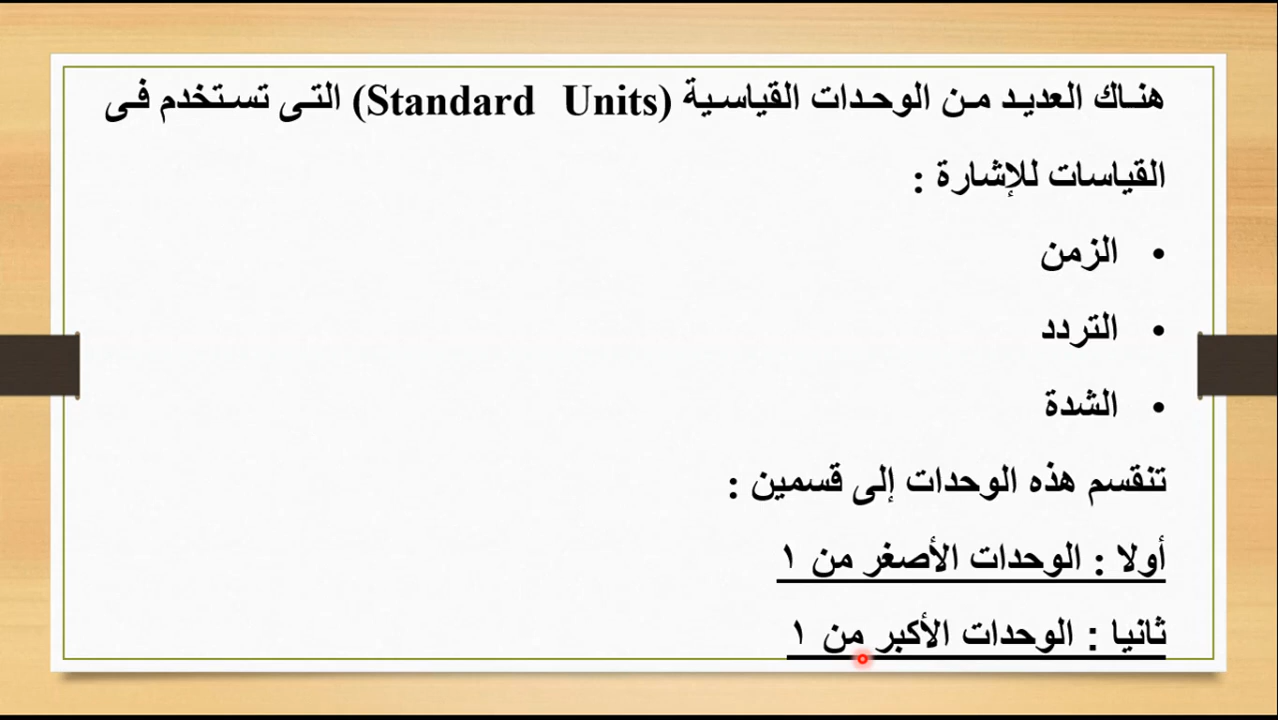 هناك العديد من الوحدات القياسية (Standard Units) التى تستخدم فى
القياسات للإشارة :
• الزمن
• التردد
• الشدة
تنقسم هذه الوحدات إلى قسمين :
أولا : الوحدات الأصغر من ١
ثانيا : الوحدات الأكبر من ١